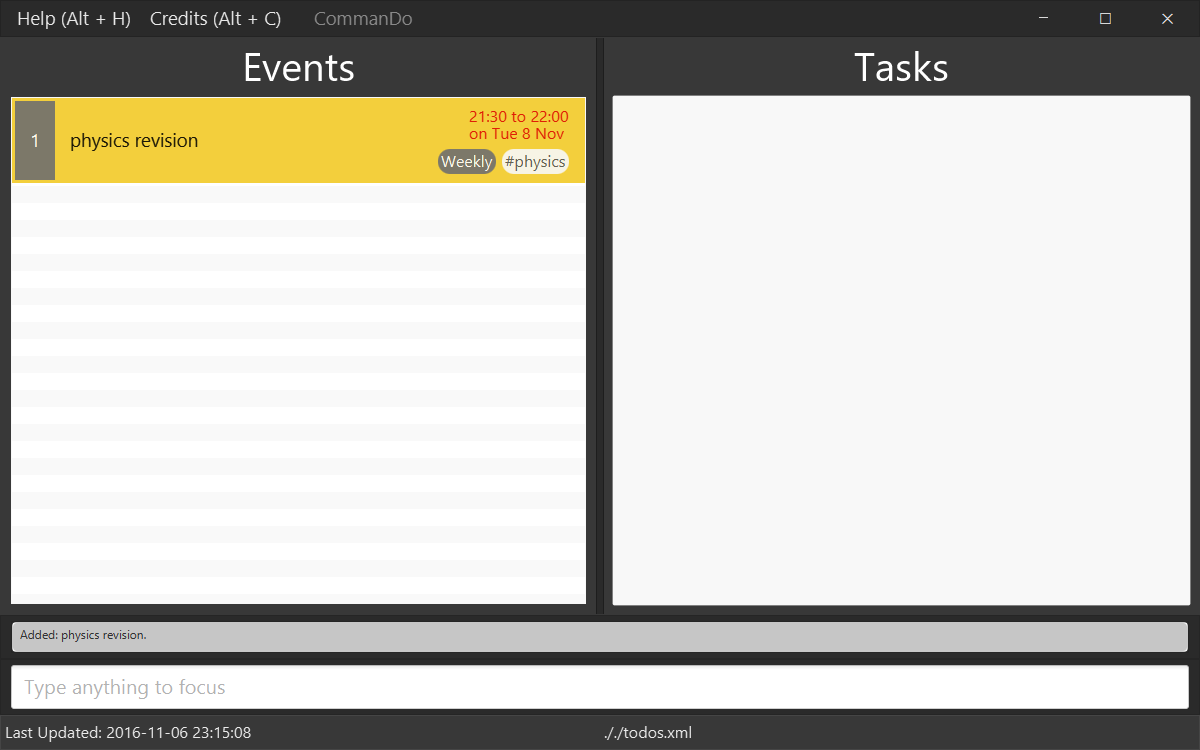 Help (Alt + H) Credits (Alt + C) CommanDo
Events
Tasks
1
physics revision
21:30 to 22:00
on Tue 8 Nov
Weekly #physics
Added: physics revision.
Type anything to focus
Last Updated: 2016-11-06 23:15:08
././todos.xml